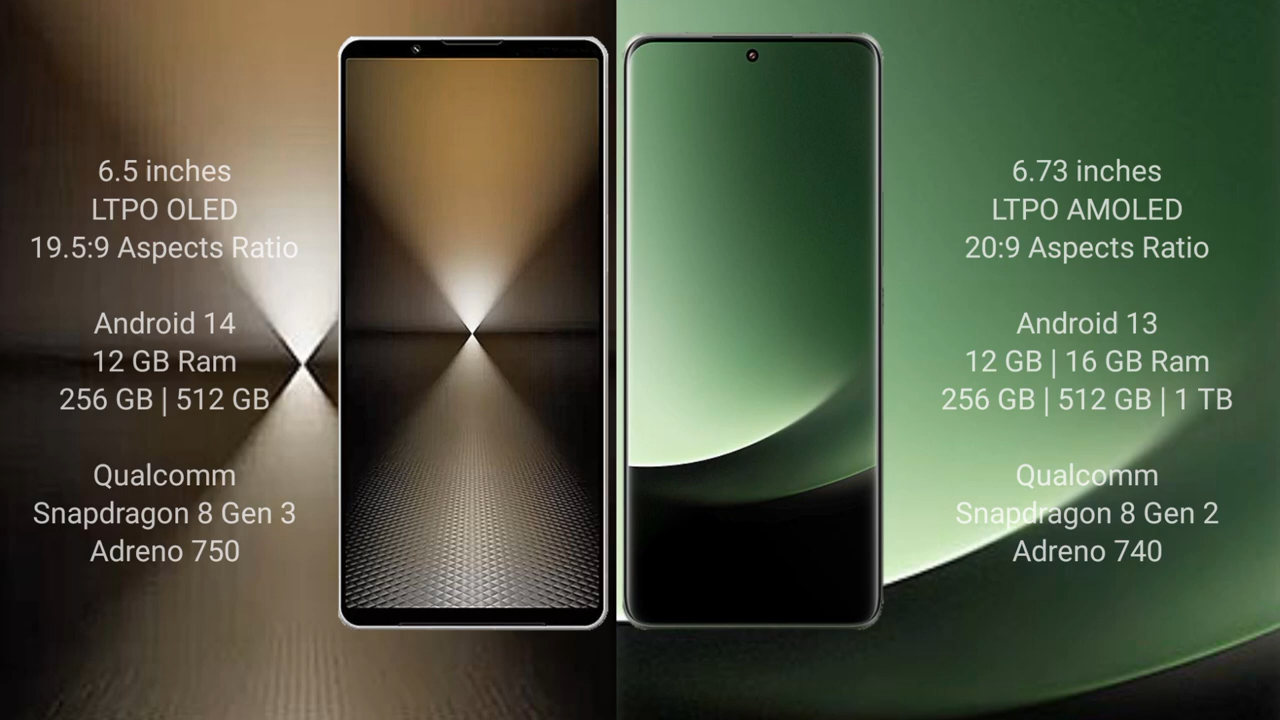 6.5 inches
LTPO OLED
19.5:9 Aspects Ratio
Android 14
12 GB Ram
256 GB | 512 GB
Qualcomm
Snapdragon 8 Gen 3
Adreno 750
6.73 inches
LTPO AMOLED
20:9 Aspects Ratio
Android 13
12 GB | 16 GB Ram
256 GB | 512 GB | 1 TB
Qualcomm
Snapdragon 8 Gen 2
Adreno 740